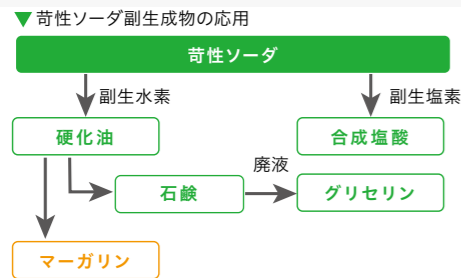 ▼苛性ソーダ副生成物の応用
苛性ソーダ
副生水素
副生塩素
硬化油
合成塩酸
廃液
石鹸
グリセリン
マーガリン